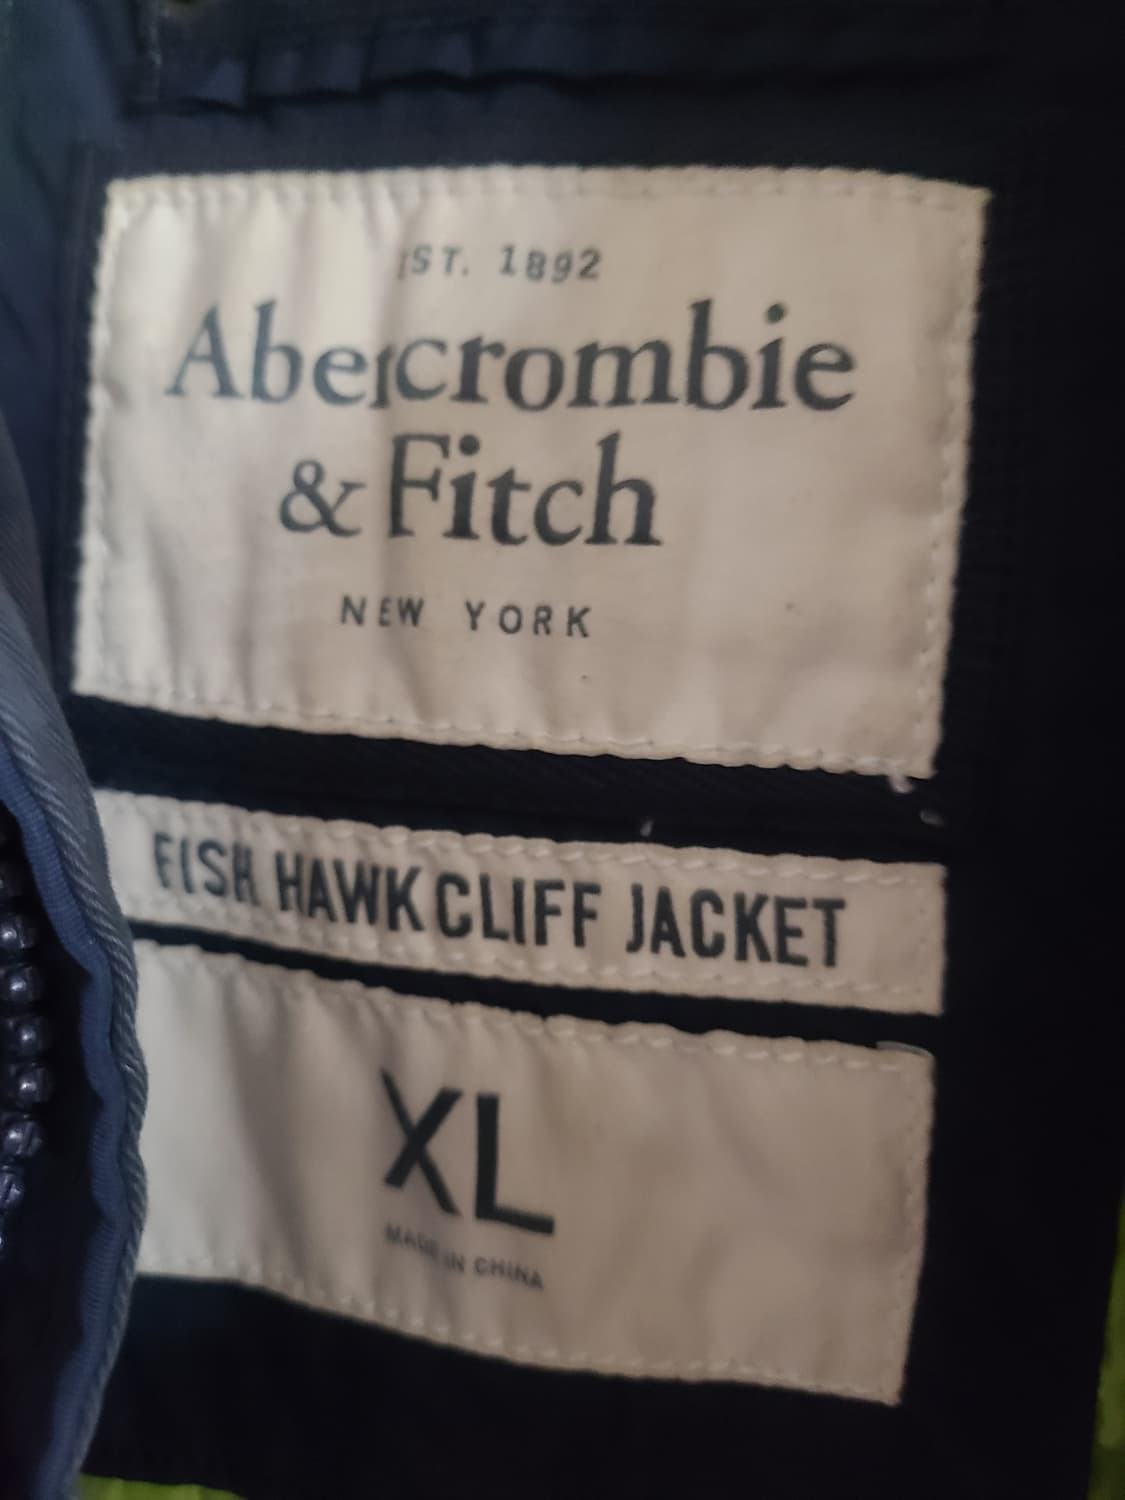 EST. 1892
Abercrombie
& Fitch
NEW YORK
FISH HAWK CLIFF JACKET
XL
MADE IN CHINA